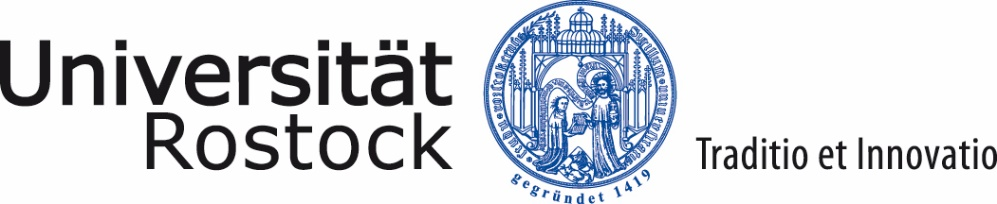 Universität
Rostock
gegründet 1419
Traditio et Innovatio